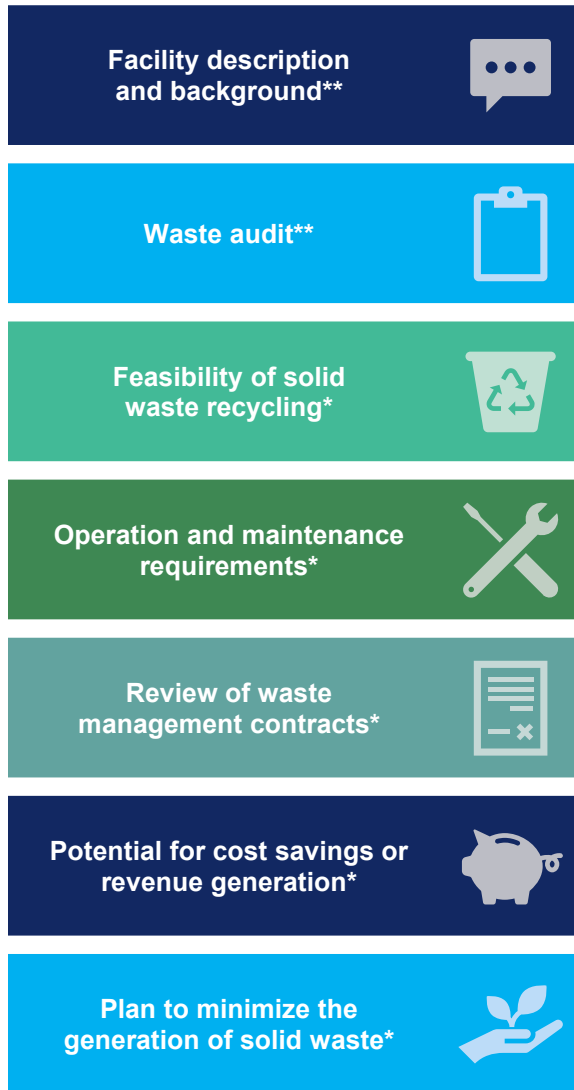 Facility description
and background**
Waste audit**
Feasibility of solid
waste recycling*
Operation and maintenance
requirements*
Review of waste
management contracts*
Potential for cost savings or
revenue generation*
Plan to minimize the
generation of solid waste*